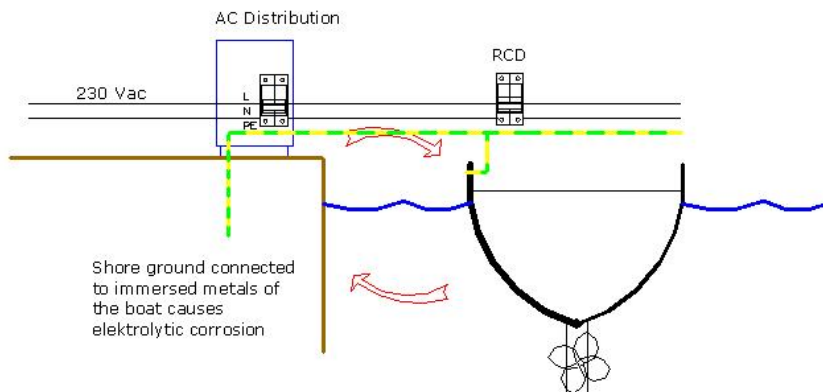 AC Distribution
RCD
230 Vac
L
N
PE
Shore ground connected
to immersed metals of
the boat causes
elektrolytic corrosion